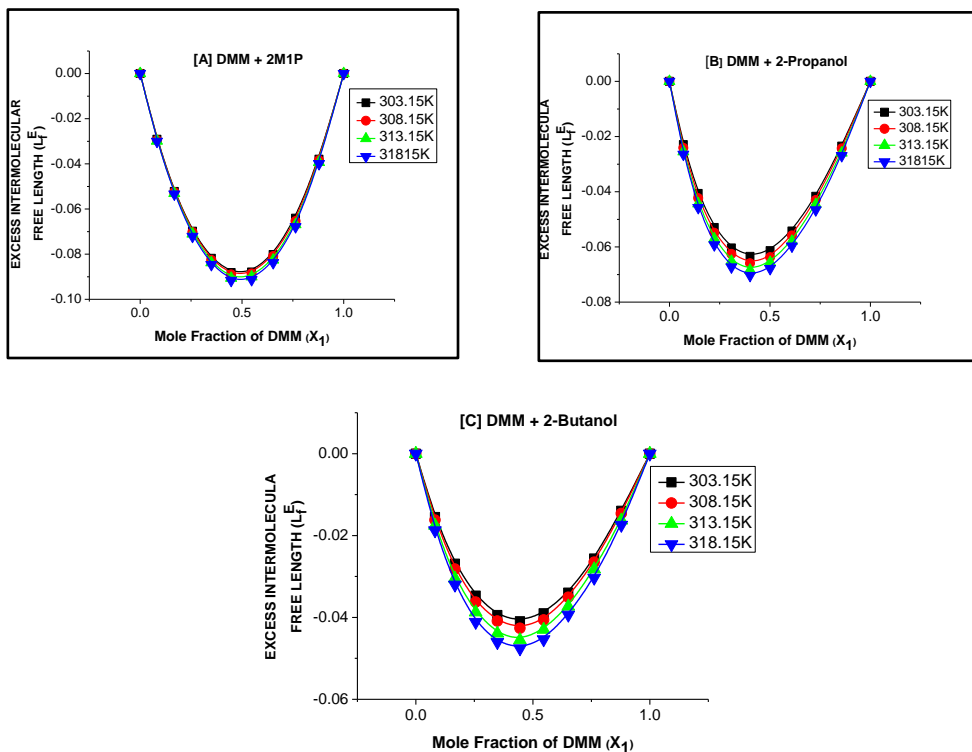 [A] DMM + 2M1P
0.00
-0.02
-0.04
-0.06
-0.08
-0.10
EXCESS INTERMOLECULAR
FREE LENGTH (L_f^E)
303.15K
308.15K
313.15K
31815K
0.0
0.5
1.0
Mole Fraction of DMM (X1)
[B] DMM + 2-Propanol
0.00
-0.02
-0.04
-0.06
-0.08
EXCESS INTERMOLECULA
FREE LENGTH (L_f^E)
303.15K
308.15K
313.15K
318.15K
0.0
0.5
1.0
Mole Fraction of DMM (X1)
[C] DMM + 2-Butanol
0.00
-0.02
-0.04
-0.06
EXCESS INTERMOLECULA
FREE LENGTH (L_f^E)
303.15K
308.15K
313.15K
318.15K
0.0
0.5
1.0
Mole Fraction of DMM (X1)